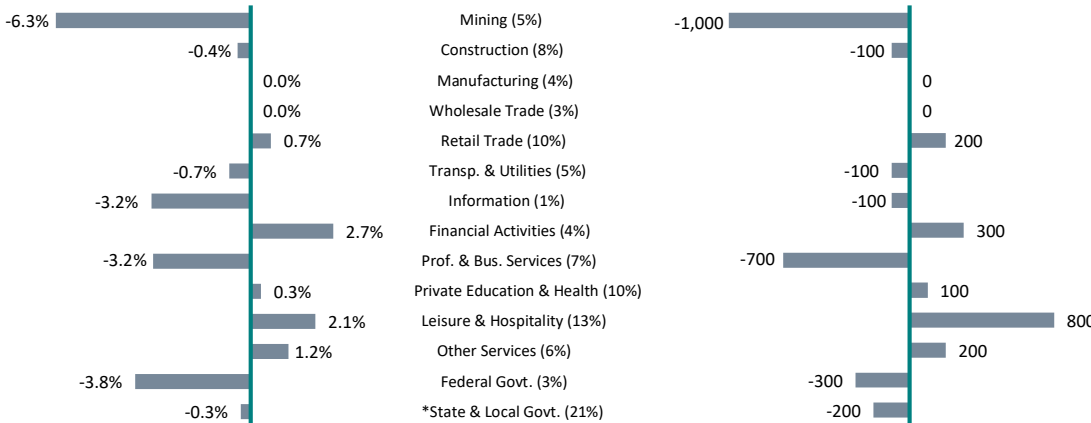 -6.3% Mining (5%) -1,000
-0.4% Construction (8%) -100
0.0% Manufacturing (4%) 0
0.0% Wholesale Trade (3%) 0
0.7% Retail Trade (10%) 200
-0.7% Transp. & Utilities (5%) -100
-3.2% Information (1%) -100
2.7% Financial Activities (4%) 300
-3.2% Prof. & Bus. Services (7%) -700
0.3% Private Education & Health (10%) 100
2.1% Leisure & Hospitality (13%) 800
1.2% Other Services (6%) 200
-3.8% Federal Govt. (3%) -300
-0.3% *State & Local Govt. (21%) -200